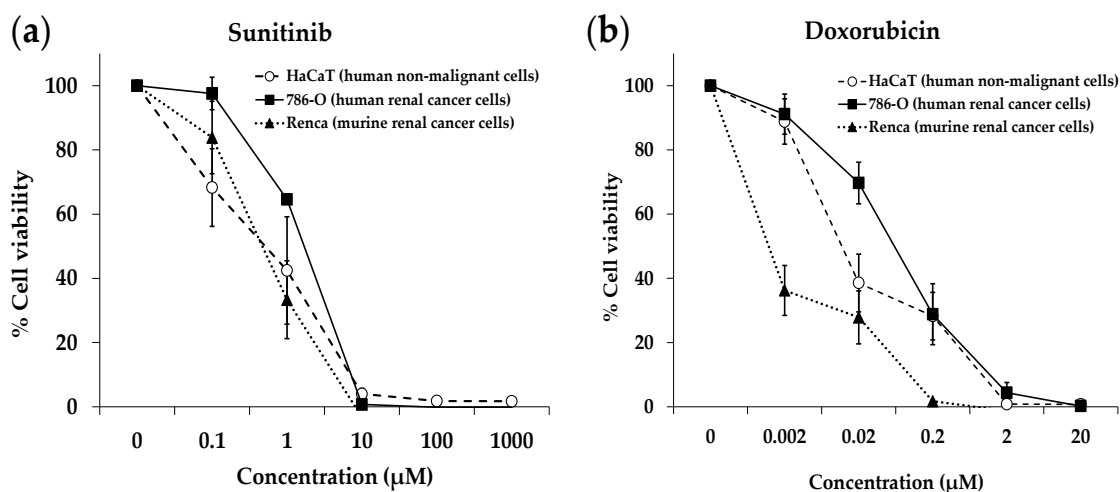 (a)
Sunitinib
HaCaT (human non-malignant cells)
786-O (human renal cancer cells)
Renca (murine renal cancer cells)
% Cell viability
100
80
60
40
20
0
0 0.1 1 10 100 1000
Concentration (µM)
(b)
Doxorubicin
HaCaT (human non-malignant cells)
786-O (human renal cancer cells)
Renca (murine renal cancer cells)
% Cell viability
100
80
60
40
20
0
0 0.002 0.02 0.2 2 20
Concentration (µM)